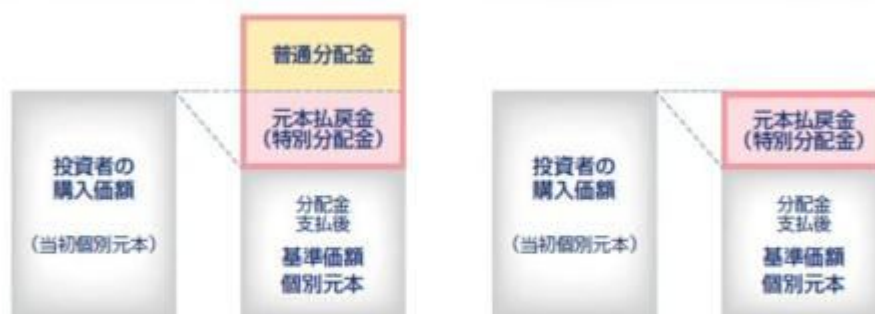 普通分配金
元本払戻金
(特別分配金)
投資者の
購入価額
(当初個別元本)
分配金
支払後
基準価額
個別元本
元本払戻金
(特別分配金)
投資者の
購入価額
(当初個別元本)
分配金
支払後
基準価額
個別元本